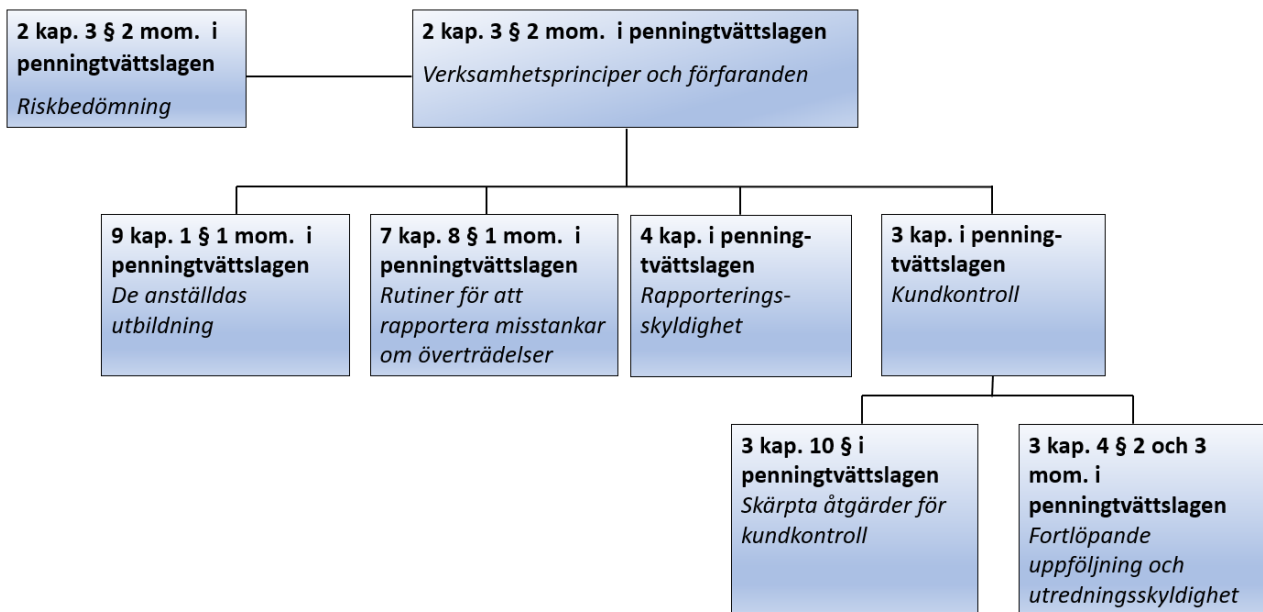 2 kap. 3 § 2 mom. i
penningtvättslagen
Riskbedömning
2 kap. 3 § 2 mom. i penningtvättslagen
Verksamhetsprinciper och förfaranden
9 kap. 1 § 1 mom. i
penningtvättslagen
De anställdas
utbildning
7 kap. 8 § 1 mom. i
penningtvättslagen
Rutiner för att
rapportera misstankar
om överträdelser
4 kap. i penning-
tvättslagen
Rapporterings-
skyldighet
3 kap. i penning-
tvättslagen
Kundkontroll
3 kap. 10 § i
penningtvättslagen
Skärpta åtgärder för
kundkontroll
3 kap. 4 § 2 och 3
mom. i
penningtvättslagen
Fortlöpande
uppföljning och
utredningsskyldighet